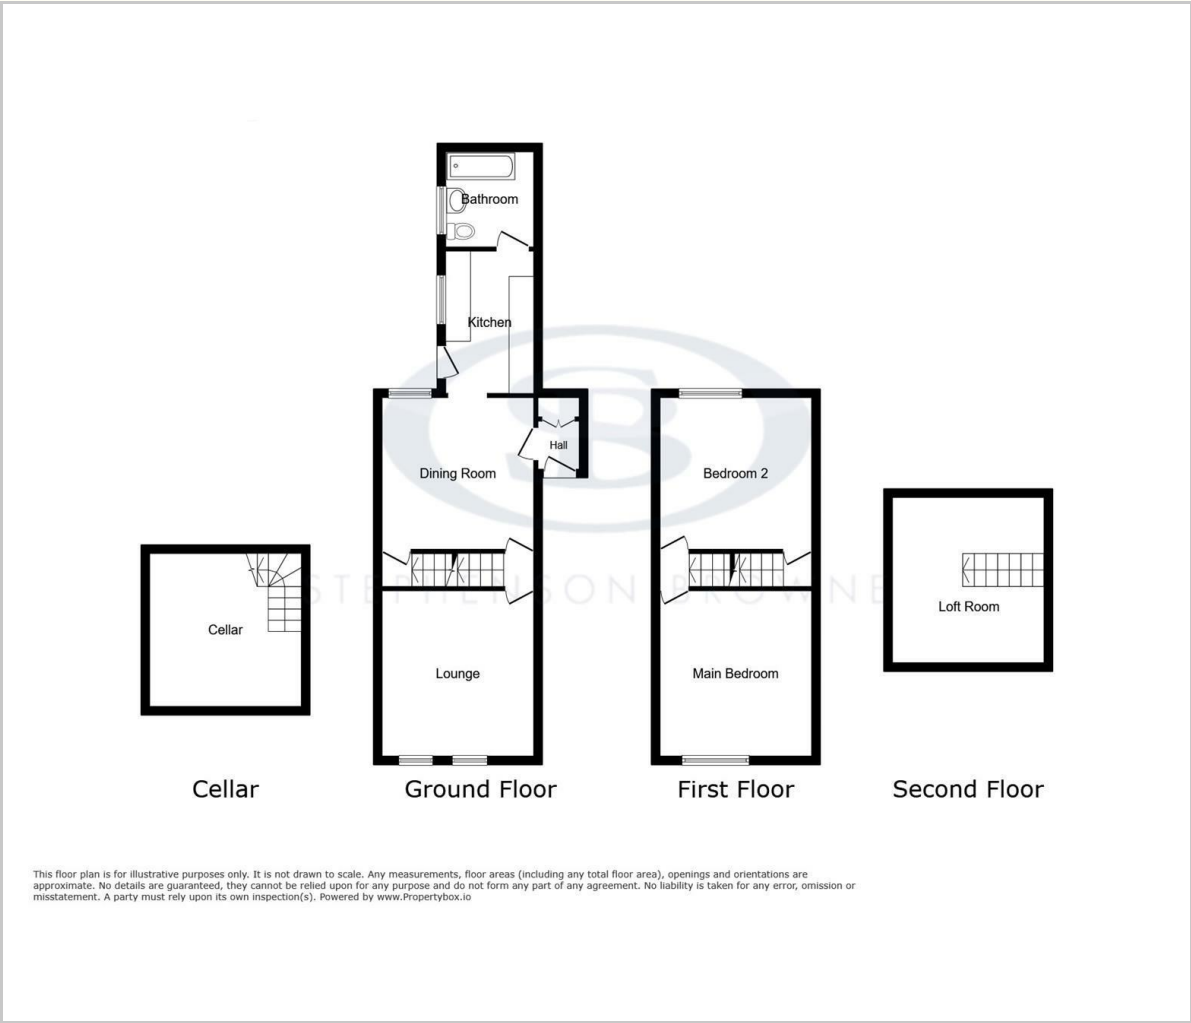 Bathroom
Kitchen
Hall
Dining Room
Bedroom 2
SB
STEPHENSON BROWNE
Cellar
Loft Room
Lounge
Main Bedroom
Cellar
Ground Floor
First Floor
Second Floor
This floor plan is for illustrative purposes only. It is not drawn to scale. Any measurements, floor areas (including any total floor area), openings and orientations are
approximate. No details are guaranteed, they cannot be relied upon for any purpose and do not form any part of any agreement. No liability is taken for any error, omission or
misstatement. A party must rely upon its own inspection(s). Powered by www.Propertybox.io